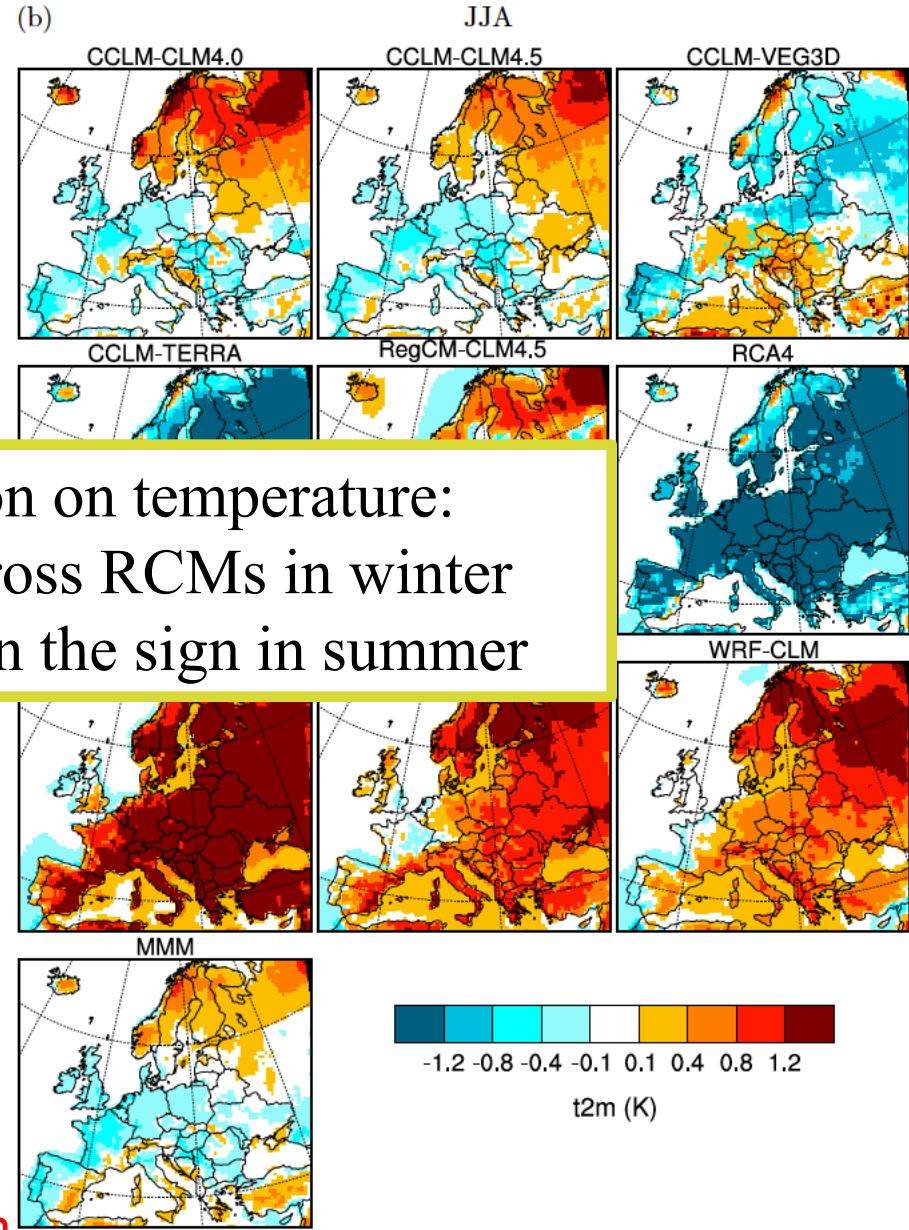 (b) JJA
CCLM-CLM4.0 CCLM-CLM4.5 CCLM-VEG3D
CCLM-TERRA RegCM-CLM4.5 RCA4
on on temperature:
ross RCMs in winter
n the sign in summer
WRF-CLM
MMM
-1.2 -0.8 -0.4 -0.1 0.1 0.4 0.8 1.2
t2m (K)